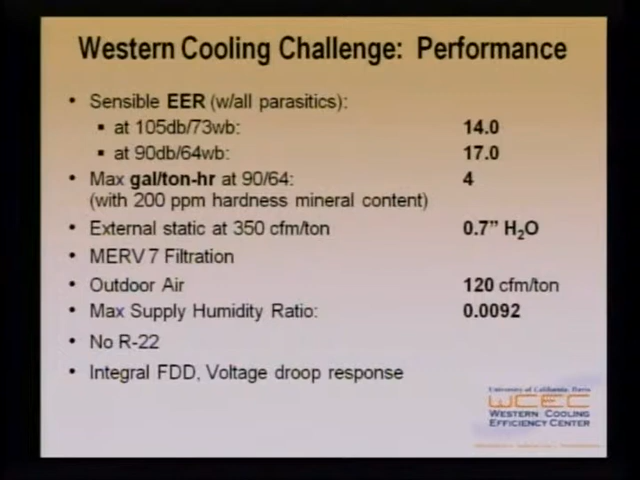 Western Cooling Challenge: Performance
• Sensible EER (w/all parasitics):
▪ at 105db/73wb: 14.0
▪ at 90db/64wb: 17.0
• Max gal/ton-hr at 90/64: 4
(with 200 ppm hardness mineral content)
• External static at 350 cfm/ton 0.7” H₂O
• MERV 7 Filtration
• Outdoor Air 120 cfm/ton
• Max Supply Humidity Ratio: 0.0092
• No R-22
• Integral FDD, Voltage droop response
University of California, Davis
WCEC
WESTERN COOLING
EFFICIENCY CENTER